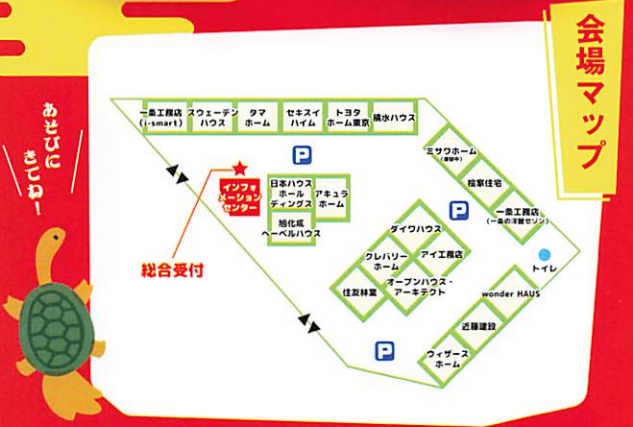 会場マップ
あそびに
きてね！
一条工務店
(i-smart)
スウェーデン
ハウス
タマ
ホーム
セキスイ
ハイム
トヨタ
ホーム東京
積水ハウス
P
ミサワホーム
桧家住宅
一条工務店
(一条の洋館セゾン)
インフォ
メーション
センター
総合受付
日本ハウス
ホール
ディングス
アキュラ
ホーム
旭化成
ヘーベルハウス
P
ダイワハウス
クレバリー
ホーム
アイ工務店
住友林業
オープンハウス・
アーキテクト
トイレ
wonder HAUS
近藤建設
ウィザース
ホーム
P